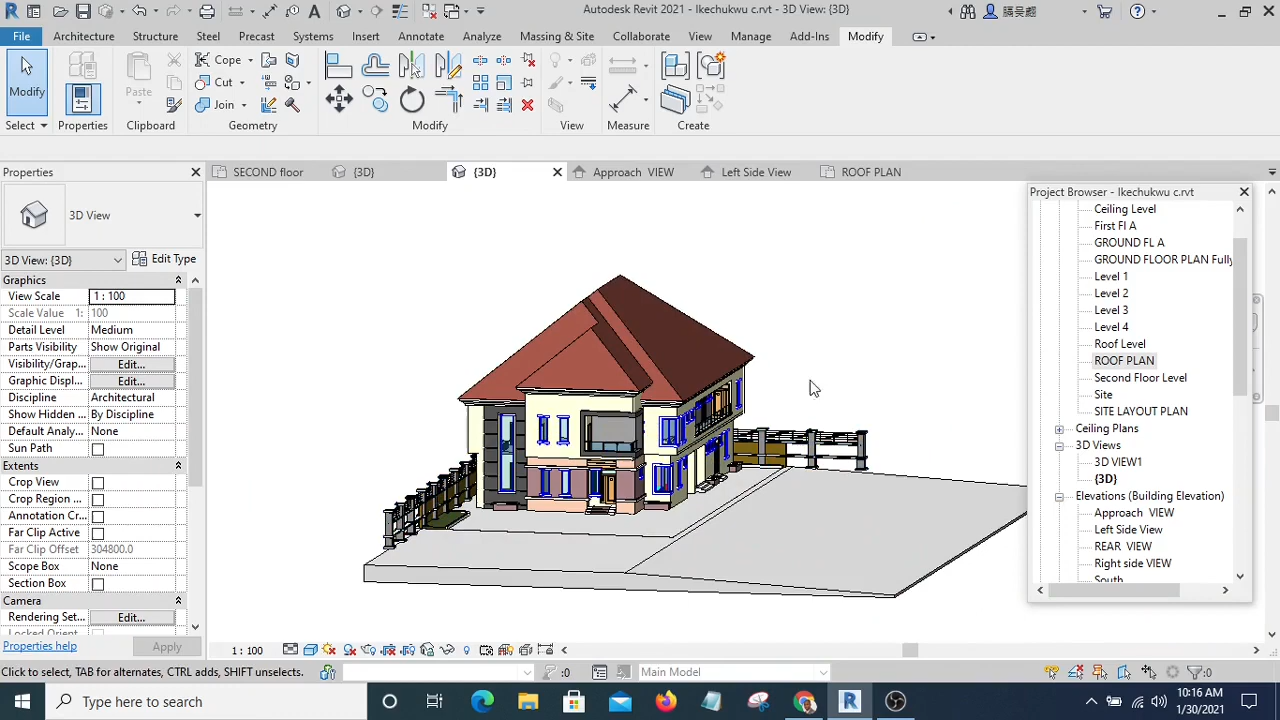 Autodesk Revit 2021 - Ikechukwu c.rvt - 3D View: {3D}
File Architecture Structure Steel Precast Systems Insert Annotate Analyze Massing & Site Collaborate View Manage Add-Ins Modify
Modify
Properties
Paste
Cope
Cut
Join
Select Properties Clipboard Geometry Modify View Measure Create
Properties
SECOND floor {3D} {3D} Approach VIEW Left Side View ROOF PLAN
3D View
3D View: {3D} Edit Type
Graphics
View Scale 1 : 100
Scale Value 1: 100
Detail Level Medium
Parts Visibility Show Original
Visibility/Grap... Edit...
Graphic Displ... Edit...
Discipline Architectural
Show Hidden ... By Discipline
Default Analy... None
Sun Path
Extents
Crop View
Crop Region ...
Annotation Cr...
Far Clip Active
Far Clip Offset 304800.0
Scope Box None
Section Box
Camera
Rendering Set... Edit...
Locked Orient
Properties help Apply
Project Browser - Ikechukwu c.rvt
Ceiling Level
First Fl A
GROUND FL A
GROUND FLOOR PLAN Fully
Level 1
Level 2
Level 3
Level 4
Roof Level
ROOF PLAN
Second Floor Level
Site
SITE LAYOUT PLAN
Ceiling Plans
3D Views
3D VIEW1
{3D}
Elevations (Building Elevation)
Approach VIEW
Left Side View
REAR VIEW
Right side VIEW
South
1 : 100
Click to select, TAB for alternates, CTRL adds, SHIFT unselects. :0 Main Model :0
Type here to search
10:16 AM
1/30/2021